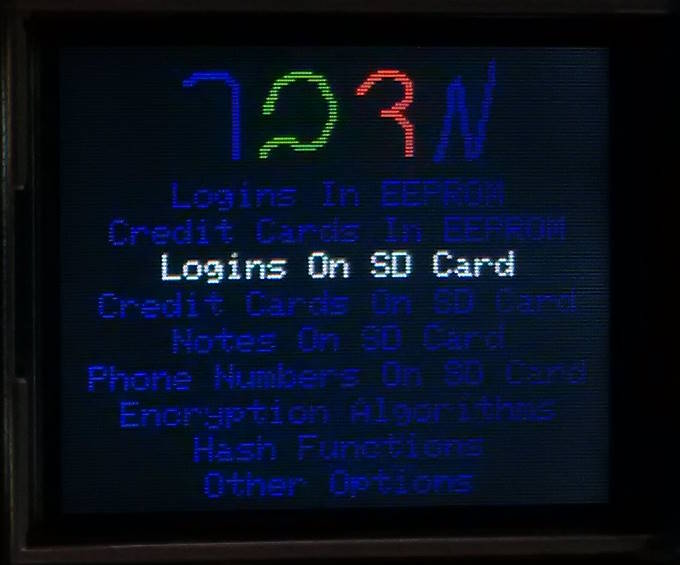 Logins In EEPROM
Credit Cards In EEPROM
Logins On SD Card
Credit Cards On SD Card
Notes On SD Card
Phone Numbers On SD Card
Encryption Algorithms
Hash Functions
Other Options